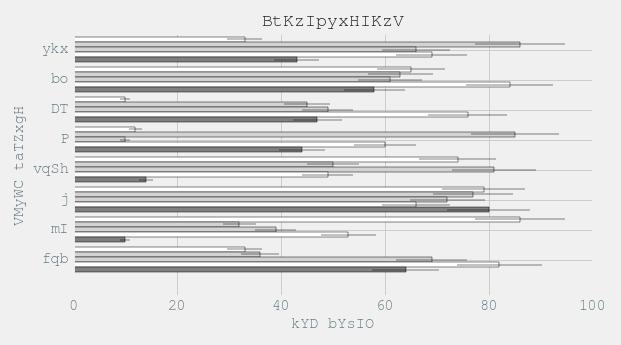 BtKzIpyxHIKzV
ykx
bo
DT
P
vqSh
j
mI
fqb
VMyWC taTZxgH
0 20 40 60 80 100
kYD bYsIO